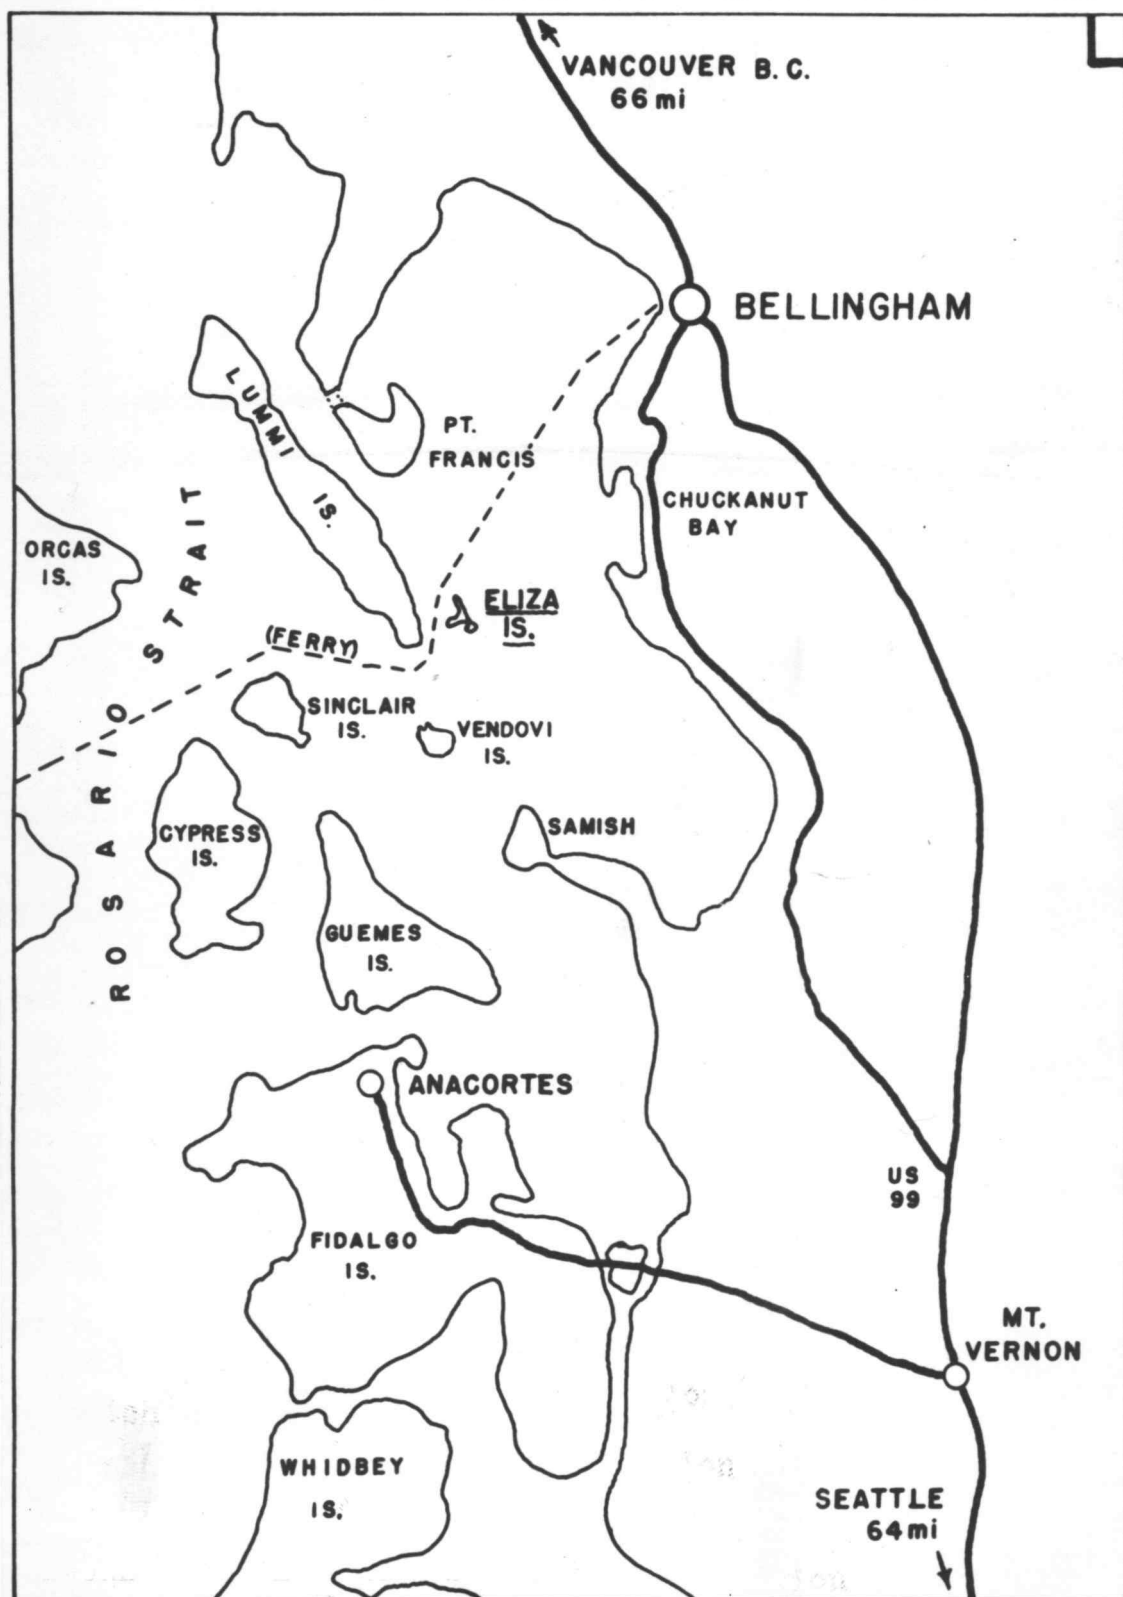 VANCOUVER B.C.
66 mi
BELLINGHAM
LUMMI
IS.
PT.
FRANCIS
CHUCKANUT
BAY
ORCAS
IS.
ROSARIO STRAIT
ELIZA
IS.
(FERRY)
SINCLAIR
IS.
VENDOVI
IS.
CYPRESS
IS.
SAMISH
GUEMES
IS.
ANACORTES
US
99
FIDALGO
IS.
MT.
VERNON
WHIDBEY
IS.
SEATTLE
64 mi